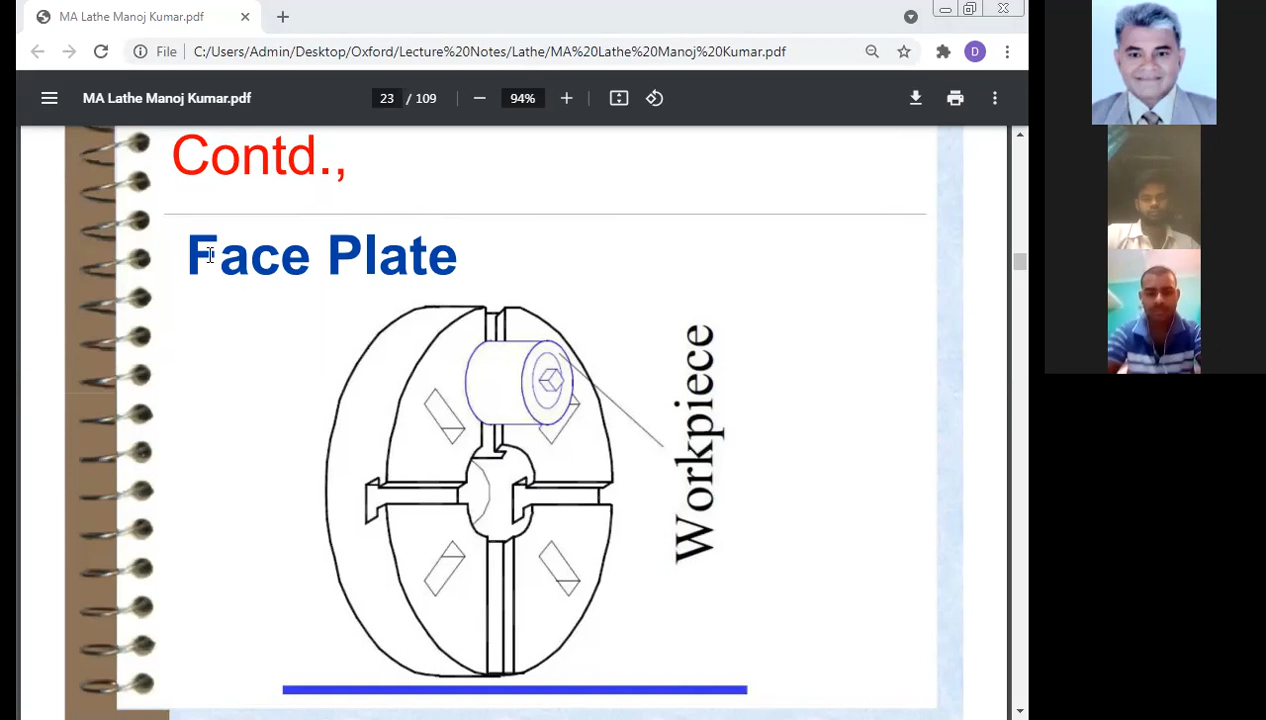 MA Lathe Manoj Kumar.pdf
File C:/Users/Admin/Desktop/Oxford/Lecture%20Notes/Lathe/MA%20Lathe%20Manoj%20Kumar.pdf D
MA Lathe Manoj Kumar.pdf 23 / 109 94%
Contd.,
Face Plate
Workpiece